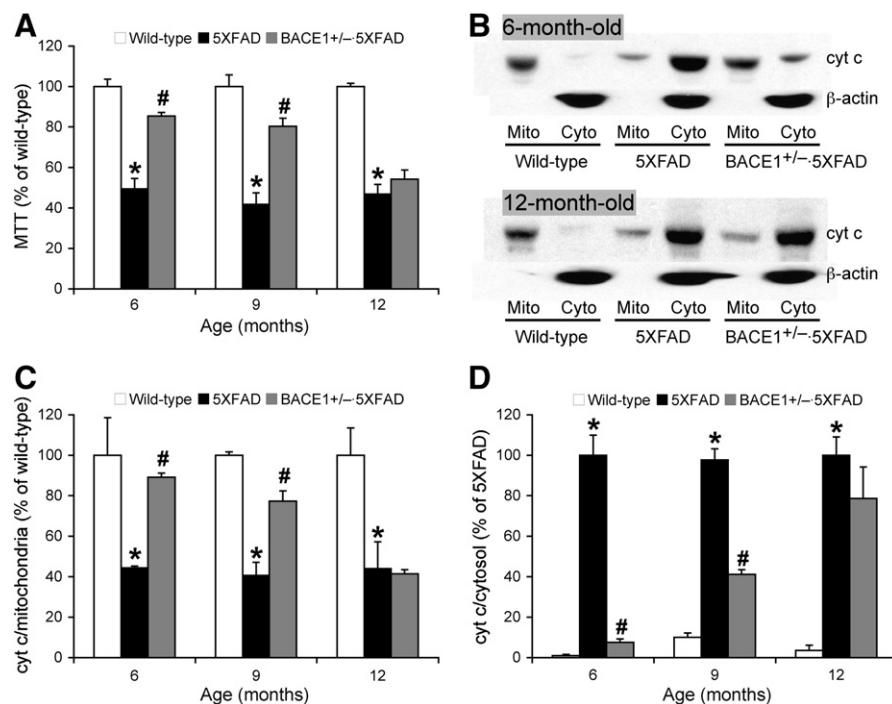 A
Wild-type 5XFAD BACE1+/–·5XFAD
MTT (% of wild-type)
120
100
80
60
40
20
0
* # * # *
6 9 12
Age (months)
B
6-month-old
cyt c
β-actin
Mito Cyto Mito Cyto Mito Cyto
Wild-type 5XFAD BACE1+/–·5XFAD
12-month-old
cyt c
β-actin
Mito Cyto Mito Cyto Mito Cyto
Wild-type 5XFAD BACE1+/–·5XFAD
C
Wild-type 5XFAD BACE1+/–·5XFAD
cyt c/mitochondria (% of wild-type)
120
100
80
60
40
20
0
* # * # *
6 9 12
Age (months)
D
Wild-type 5XFAD BACE1+/–·5XFAD
cyt c/cytosol (% of 5XFAD)
120
100
80
60
40
20
0
* # * # *
6 9 12
Age (months)